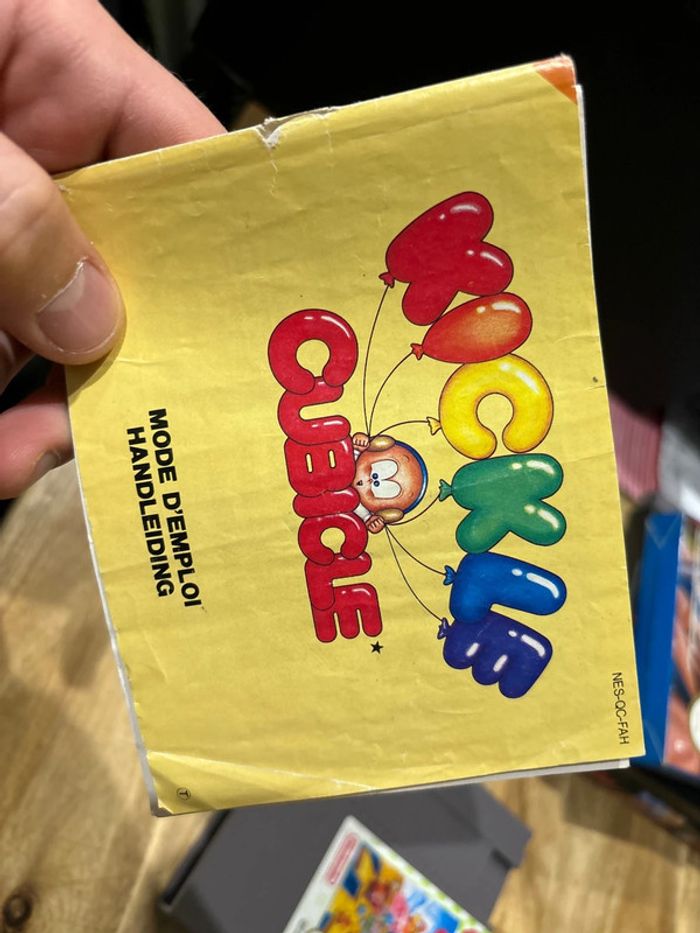 NES-QC-FAH
KICKLE
CUBICLE
MODE D'EMPLOI
HANDLEIDING
T